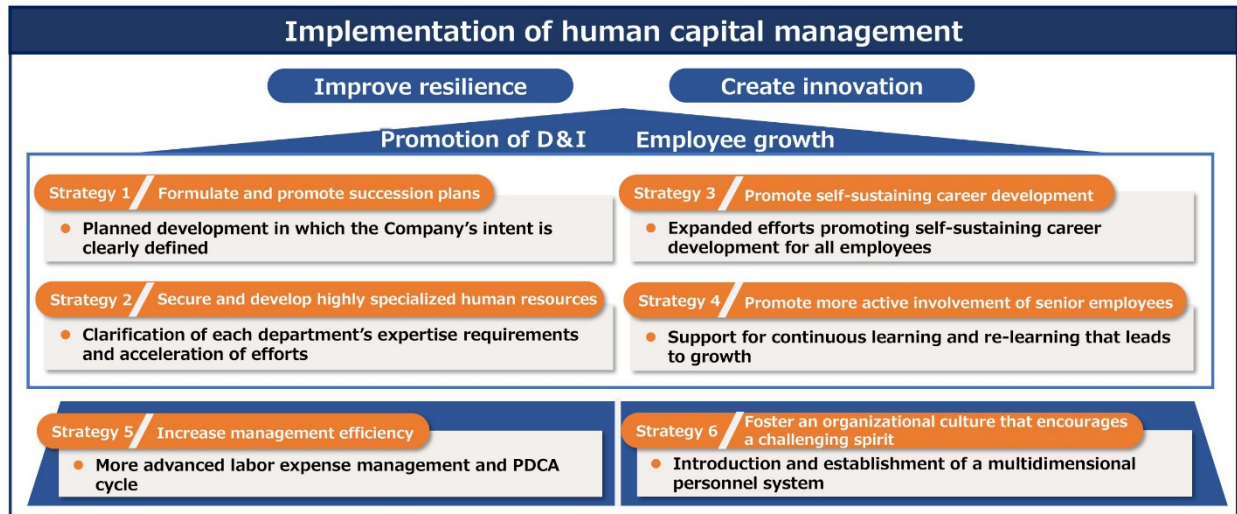 Implementation of human capital management
Improve resilience
Create innovation
Promotion of D&I
Employee growth
Strategy 1 Formulate and promote succession plans
● Planned development in which the Company's intent is
clearly defined
Strategy 2 Secure and develop highly specialized human resources
● Clarification of each department's expertise requirements
and acceleration of efforts
Strategy 3 Promote self-sustaining career development
● Expanded efforts promoting self-sustaining career
development for all employees
Strategy 4 Promote more active involvement of senior employees
● Support for continuous learning and re-learning that leads
to growth
Strategy 5 Increase management efficiency
● More advanced labor expense management and PDCA
cycle
Strategy 6 Foster an organizational culture that encourages
a challenging spirit
● Introduction and establishment of a multidimensional
personnel system